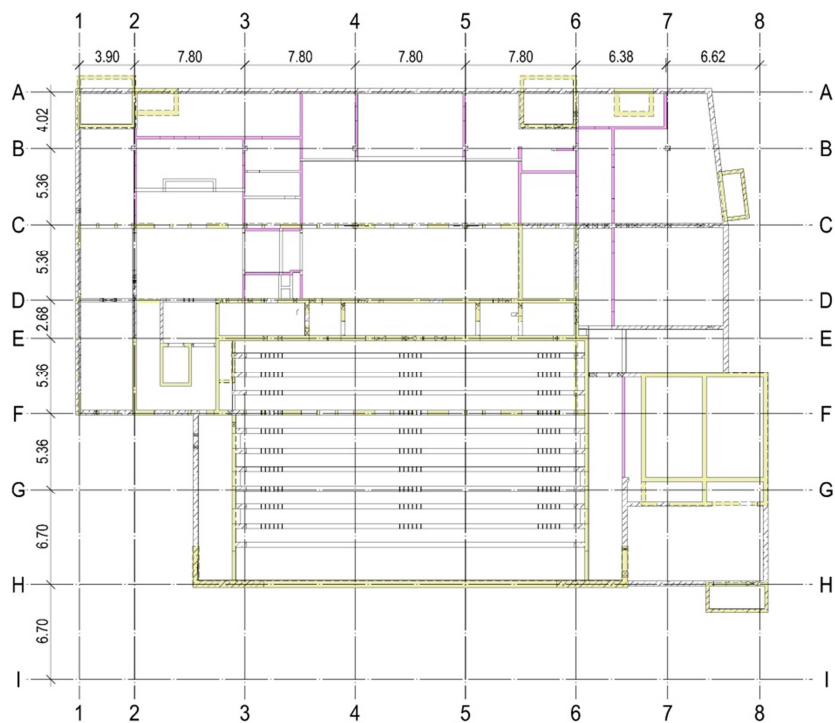 1 2 3 4 5 6 7 8
3.90 7.80 7.80 7.80 7.80 6.38 6.62
A A
4.02
B B
5.36
C C
5.36
D D
2.68
E E
5.36
F F
5.36
G G
6.70
H H
6.70
I I
1 2 3 4 5 6 7 8